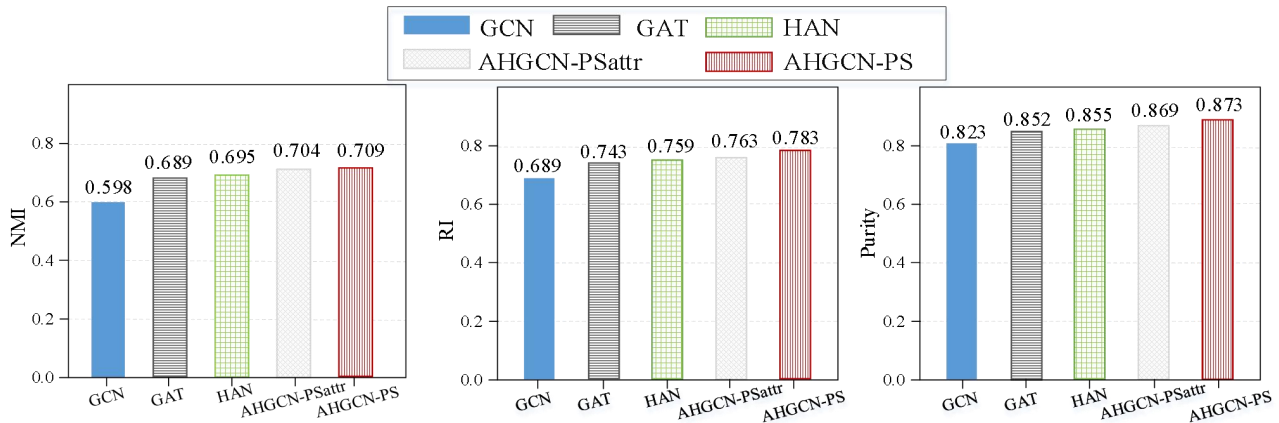 GCN GAT HAN
AHGCN-PSattr AHGCN-PS
NMI
0.8
0.6
0.4
0.2
0.0
0.598
0.689
0.695
0.704
0.709
GCN
GAT
HAN
AHGCN-PSattr
AHGCN-PS
RI
0.8
0.6
0.4
0.2
0.0
0.689
0.743
0.759
0.763
0.783
GCN
GAT
HAN
AHGCN-PSattr
AHGCN-PS
Purity
0.8
0.6
0.4
0.2
0.0
0.823
0.852
0.855
0.869
0.873
GCN
GAT
HAN
AHGCN-PSattr
AHGCN-PS